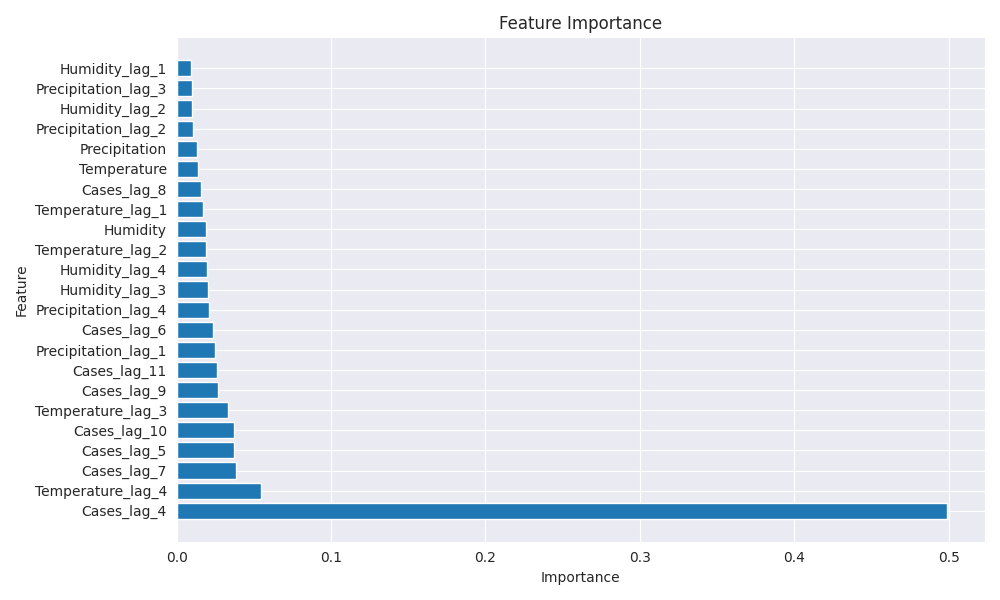 Feature Importance
Humidity_lag_1
Precipitation_lag_3
Humidity_lag_2
Precipitation_lag_2
Precipitation
Temperature
Cases_lag_8
Temperature_lag_1
Humidity
Temperature_lag_2
Humidity_lag_4
Humidity_lag_3
Precipitation_lag_4
Cases_lag_6
Precipitation_lag_1
Cases_lag_11
Cases_lag_9
Temperature_lag_3
Cases_lag_10
Cases_lag_5
Cases_lag_7
Temperature_lag_4
Cases_lag_4
Feature
0.0 0.1 0.2 0.3 0.4 0.5
Importance